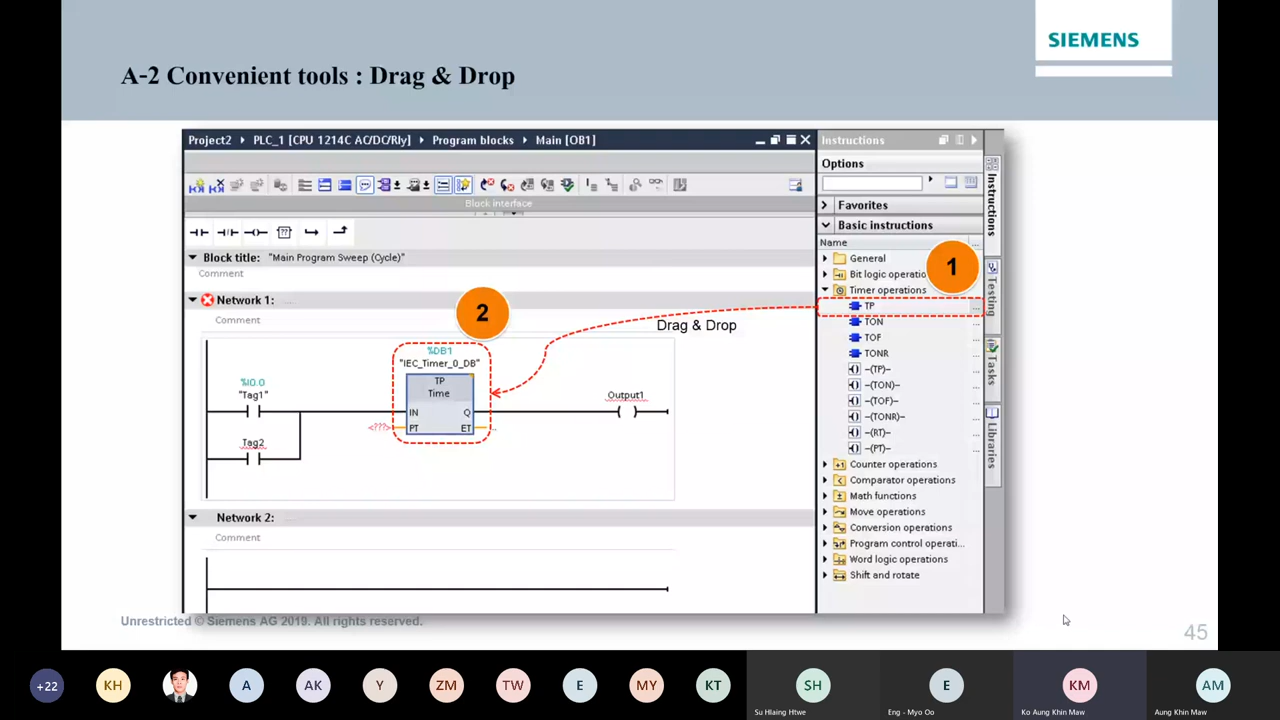 SIEMENS
A-2 Convenient tools : Drag & Drop
Project2 PLC_1 [CPU 1214C AC/DC/Rly] Program blocks Main [OB1]
Block interface
??
Block title: "Main Program Sweep (Cycle)"
Comment
Network 1: ......
Comment
2
Drag & Drop
%DB1
"IEC_Timer_0_DB"
TP
Time
%I0.0
"Tag1"
Output1
IN Q
<???> PT ET ...
Tag2
Network 2: ......
Comment
Instructions
Options
Favorites
Basic instructions
Name ...
1
General
Bit logic operatio
Timer operations
TP ...
TON ...
TOF ...
TONR ...
-(TP)- ...
-(TON)- ...
-(TOF)- ...
-(TONR)- ...
-(RT)- ...
-(PT)- ...
Counter operations
Comparator operations
Math functions
Move operations
Conversion operations
Program control operati...
Word logic operations
Shift and rotate
Instructions
Testing
Tasks
Libraries
Unrestricted © Siemens AG 2019. All rights reserved.
45
+22 KH A AK Y ZM TW E MY KT SH E KM AM
Su Hlaing Htwe Eng - Myo Oo Ko Aung Khin Maw Aung Khin Maw